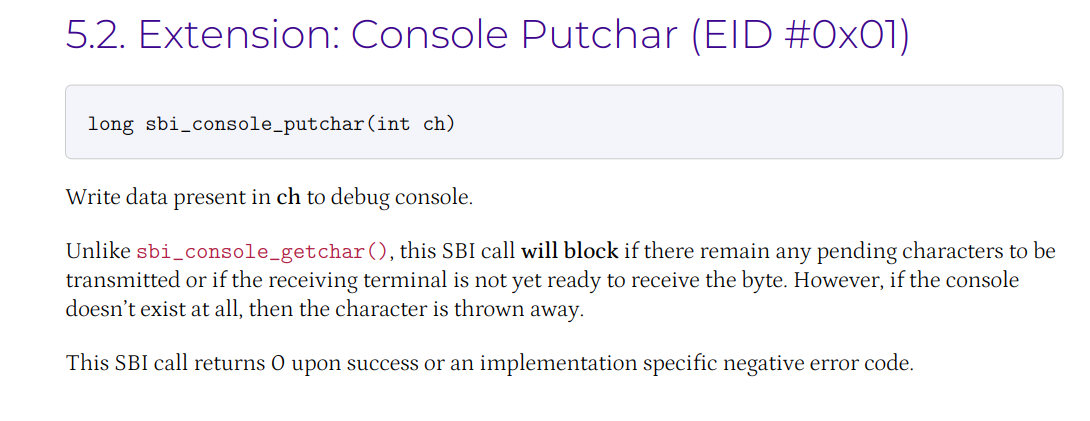 5.2. Extension: Console Putchar (EID #0x01)
long sbi_console_putchar(int ch)
Write data present in ch to debug console.
Unlike sbi_console_getchar(), this SBI call will block if there remain any pending characters to be
transmitted or if the receiving terminal is not yet ready to receive the byte. However, if the console
doesn’t exist at all, then the character is thrown away.
This SBI call returns 0 upon success or an implementation specific negative error code.